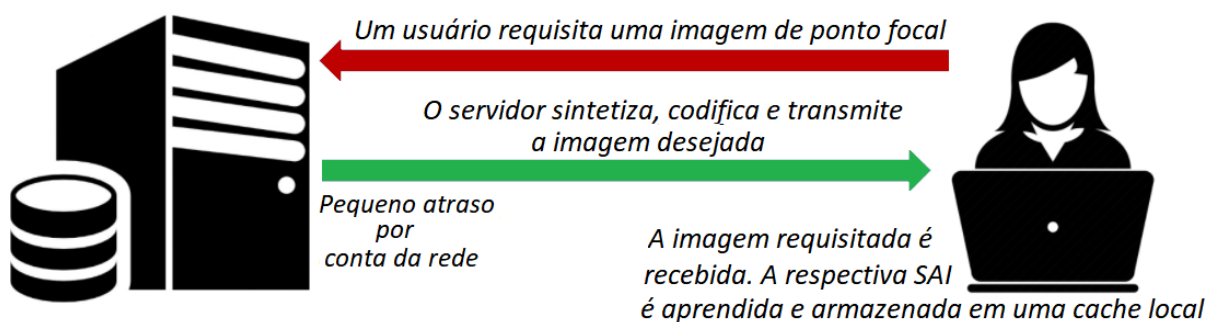 Um usuário requisita uma imagem de ponto focal
O servidor sintetiza, codifica e transmite
a imagem desejada
Pequeno atraso
por
conta da rede
A imagem requisitada é
recebida. A respectiva SAI
é aprendida e armazenada em uma cache local